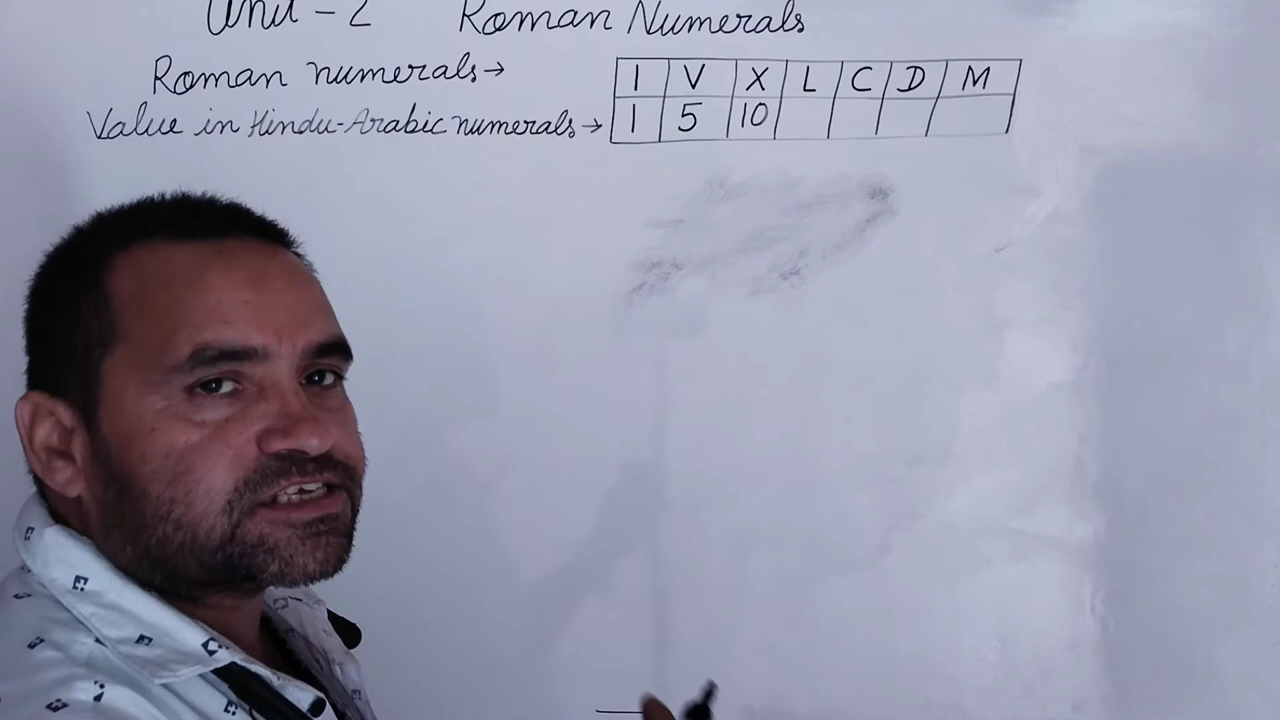 Unit - 2 Roman Numerals
Roman numerals → I V X L C D M
Value in Hindu-Arabic numerals → 1 5 10